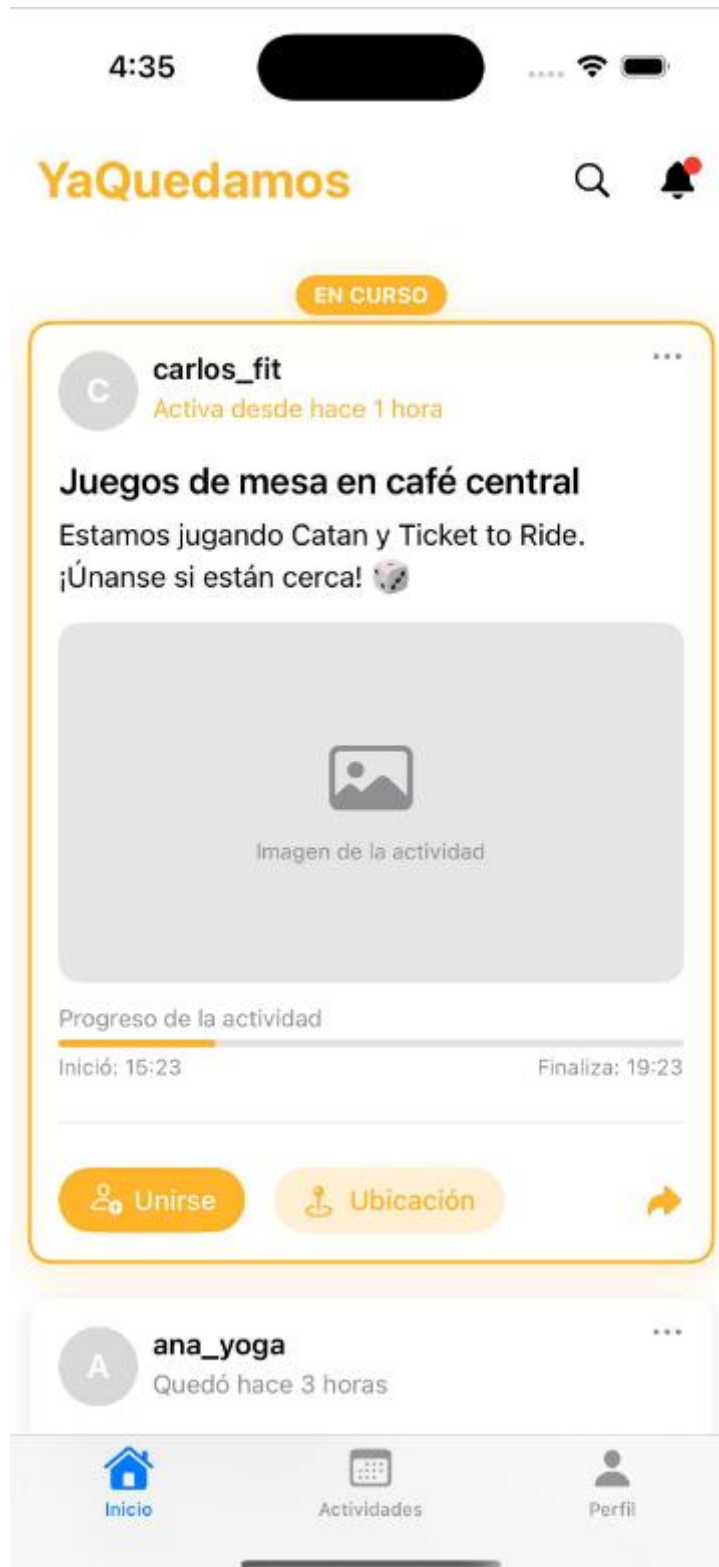 4:35
YaQuedamos
EN CURSO
C
carlos_fit
Activa desde hace 1 hora
Juegos de mesa en café central
Estamos jugando Catan y Ticket to Ride.
¡Únanse si están cerca! 🎲
Imagen de la actividad
Progreso de la actividad
Inició: 15:23 Finaliza: 19:23
Unirse Ubicación
A
ana_yoga
Quedó hace 3 horas
Inicio Actividades Perfil